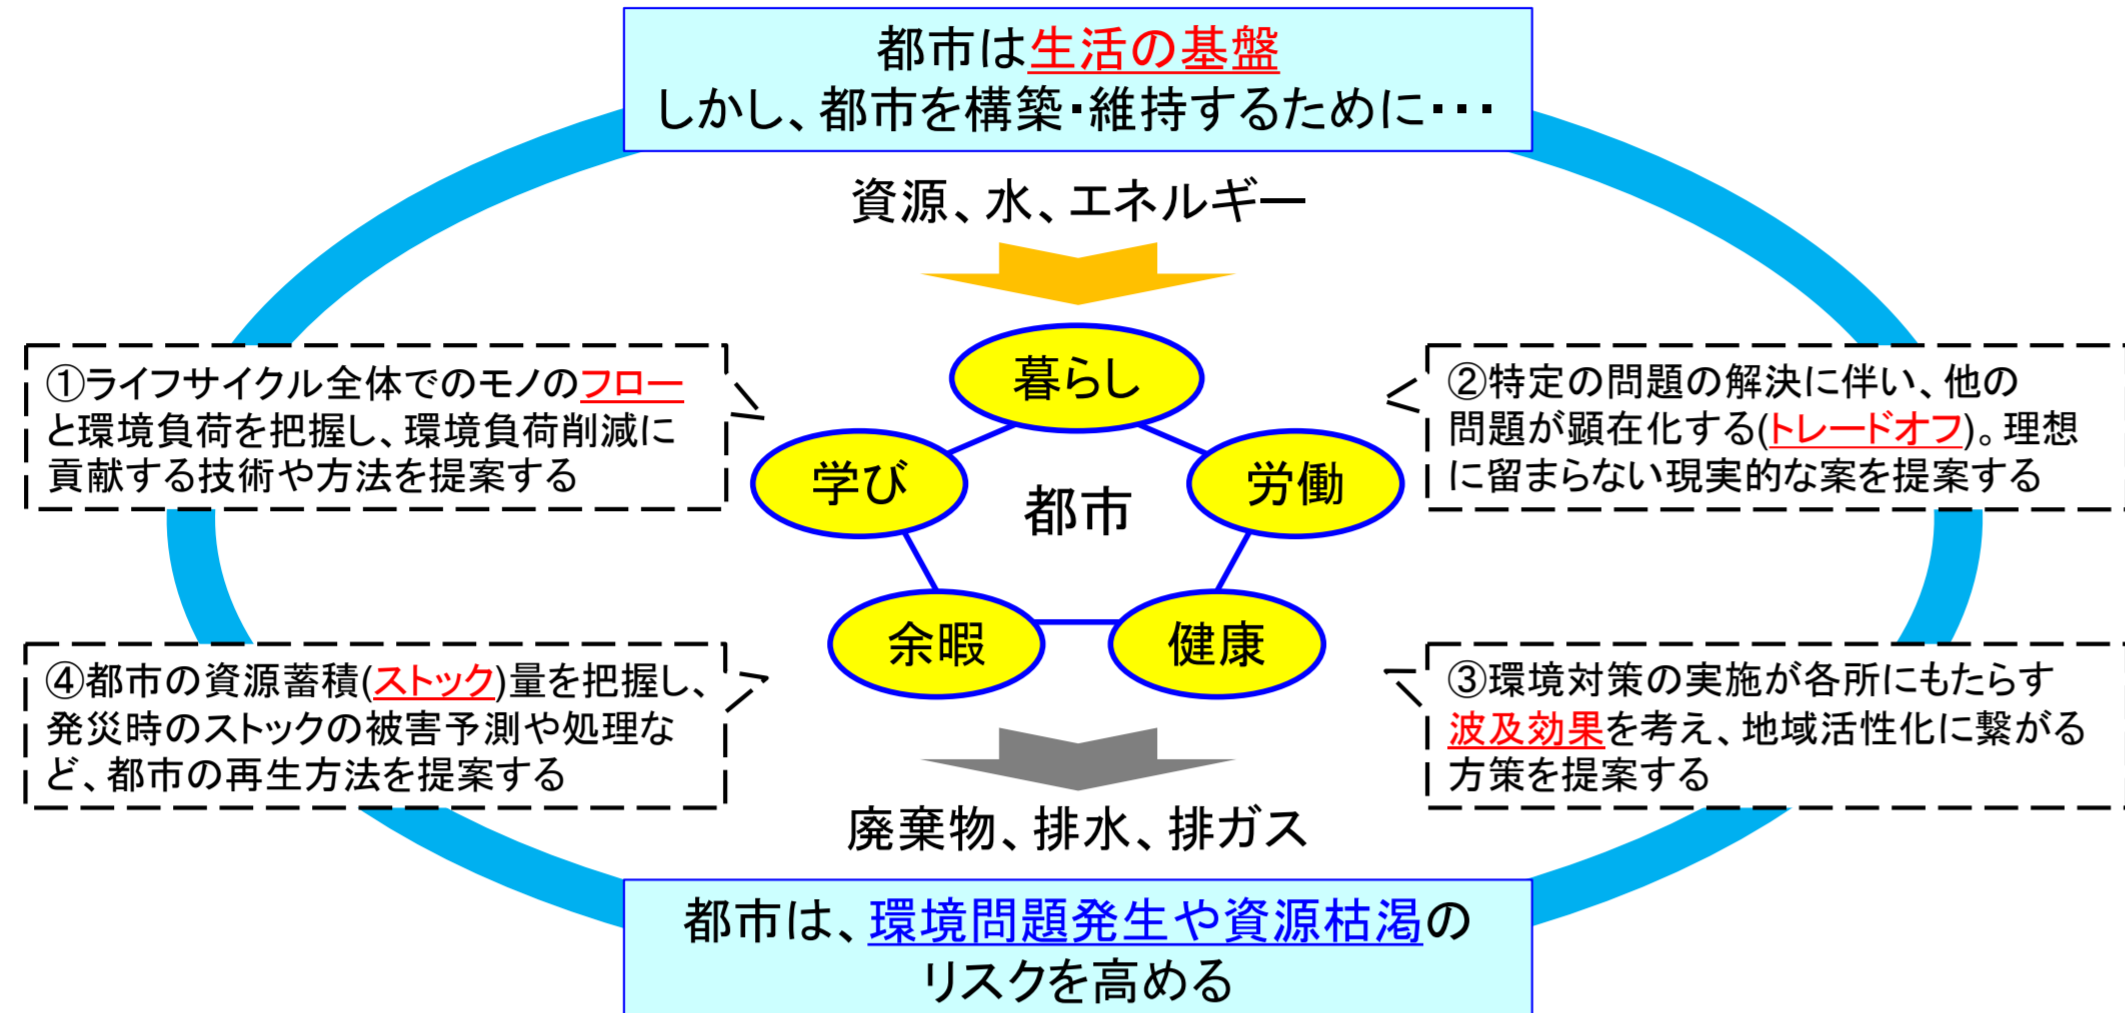 都市は生活の基盤
しかし、都市を構築・維持するために・・・
資源、水、エネルギー
①ライフサイクル全体でのモノのフロー
と環境負荷を把握し、環境負荷削減に
貢献する技術や方法を提案する
②特定の問題の解決に伴い、他の
問題が顕在化する(トレードオフ)。理想
に留まらない現実的な案を提案する
暮らし
学び
労働
都市
余暇
健康
④都市の資源蓄積(ストック)量を把握し、
発災時のストックの被害予測や処理な
ど、都市の再生方法を提案する
③環境対策の実施が各所にもたらす
波及効果を考え、地域活性化に繋がる
方策を提案する
廃棄物、排水、排ガス
都市は、環境問題発生や資源枯渇の
リスクを高める